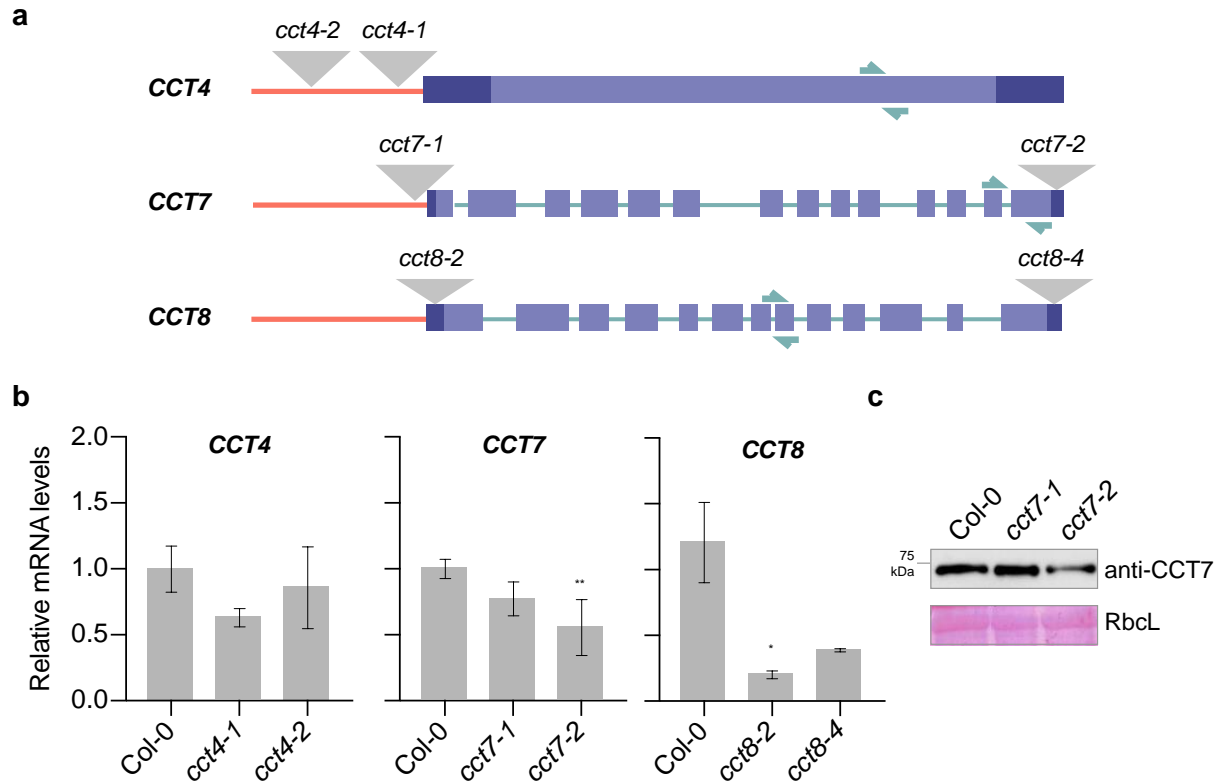 a
cct4-2 cct4-1
CCT4
cct7-1 cct7-2
CCT7
cct8-2 cct8-4
CCT8
b
Relative mRNA levels
2.0
1.5
1.0
0.5
0.0
CCT4
Col-0 cct4-1 cct4-2
CCT7
**
Col-0 cct7-1 cct7-2
CCT8
*
Col-0 cct8-2 cct8-4
c
Col-0 cct7-1 cct7-2
75
kDa
anti-CCT7
RbcL